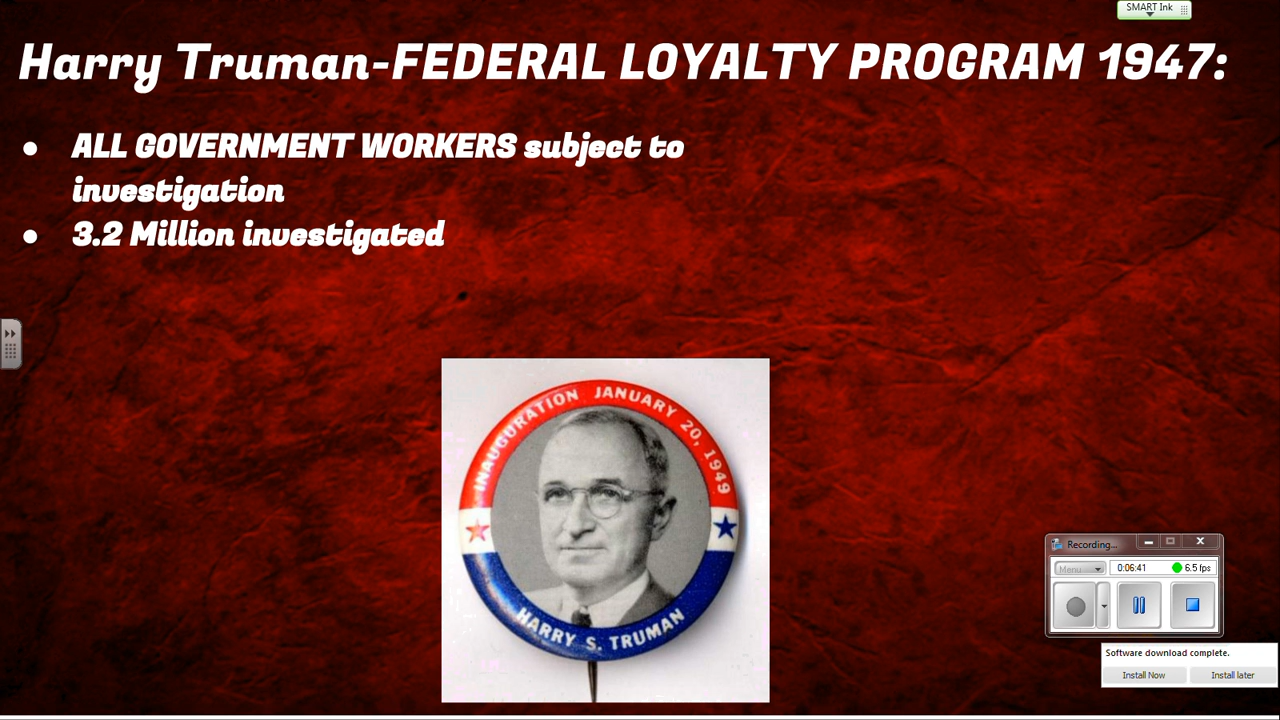 SMART Ink
Harry Truman-FEDERAL LOYALTY PROGRAM 1947:
● ALL GOVERNMENT WORKERS subject to
investigation
● 3.2 Million investigated
INAUGURATION JANUARY 20, 1949
HARRY S. TRUMAN
Recording...
Menu 0:06:41 6.5 fps
Software download complete.
Install Now Install later